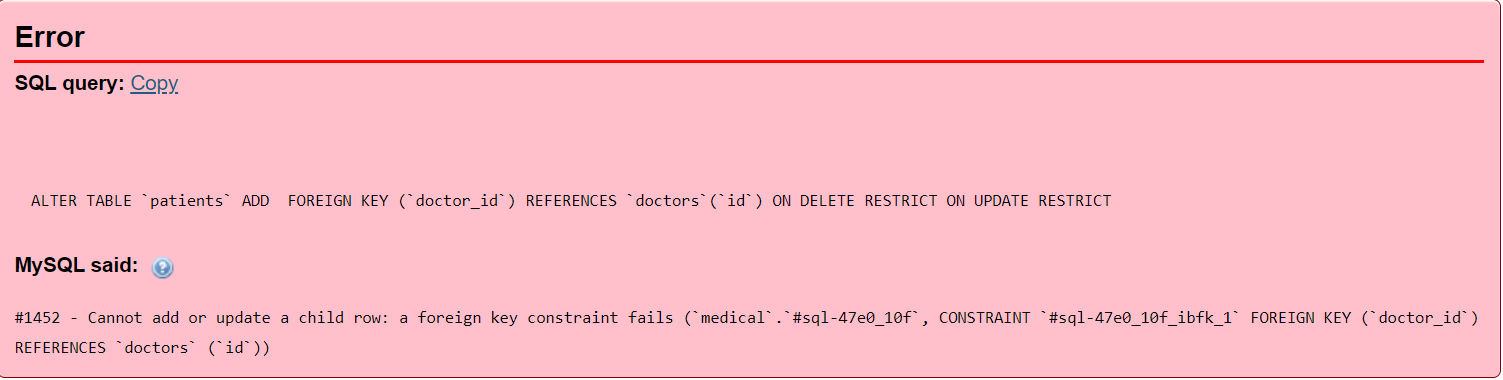 Error
SQL query: Copy
ALTER TABLE `patients` ADD  FOREIGN KEY (`doctor_id`) REFERENCES `doctors`(`id`) ON DELETE RESTRICT ON UPDATE RESTRICT
MySQL said:
#1452 - Cannot add or update a child row: a foreign key constraint fails (`medical`.`#sql-47e0_10f`, CONSTRAINT `#sql-47e0_10f_ibfk_1` FOREIGN KEY (`doctor_id`)
REFERENCES `doctors` (`id`))